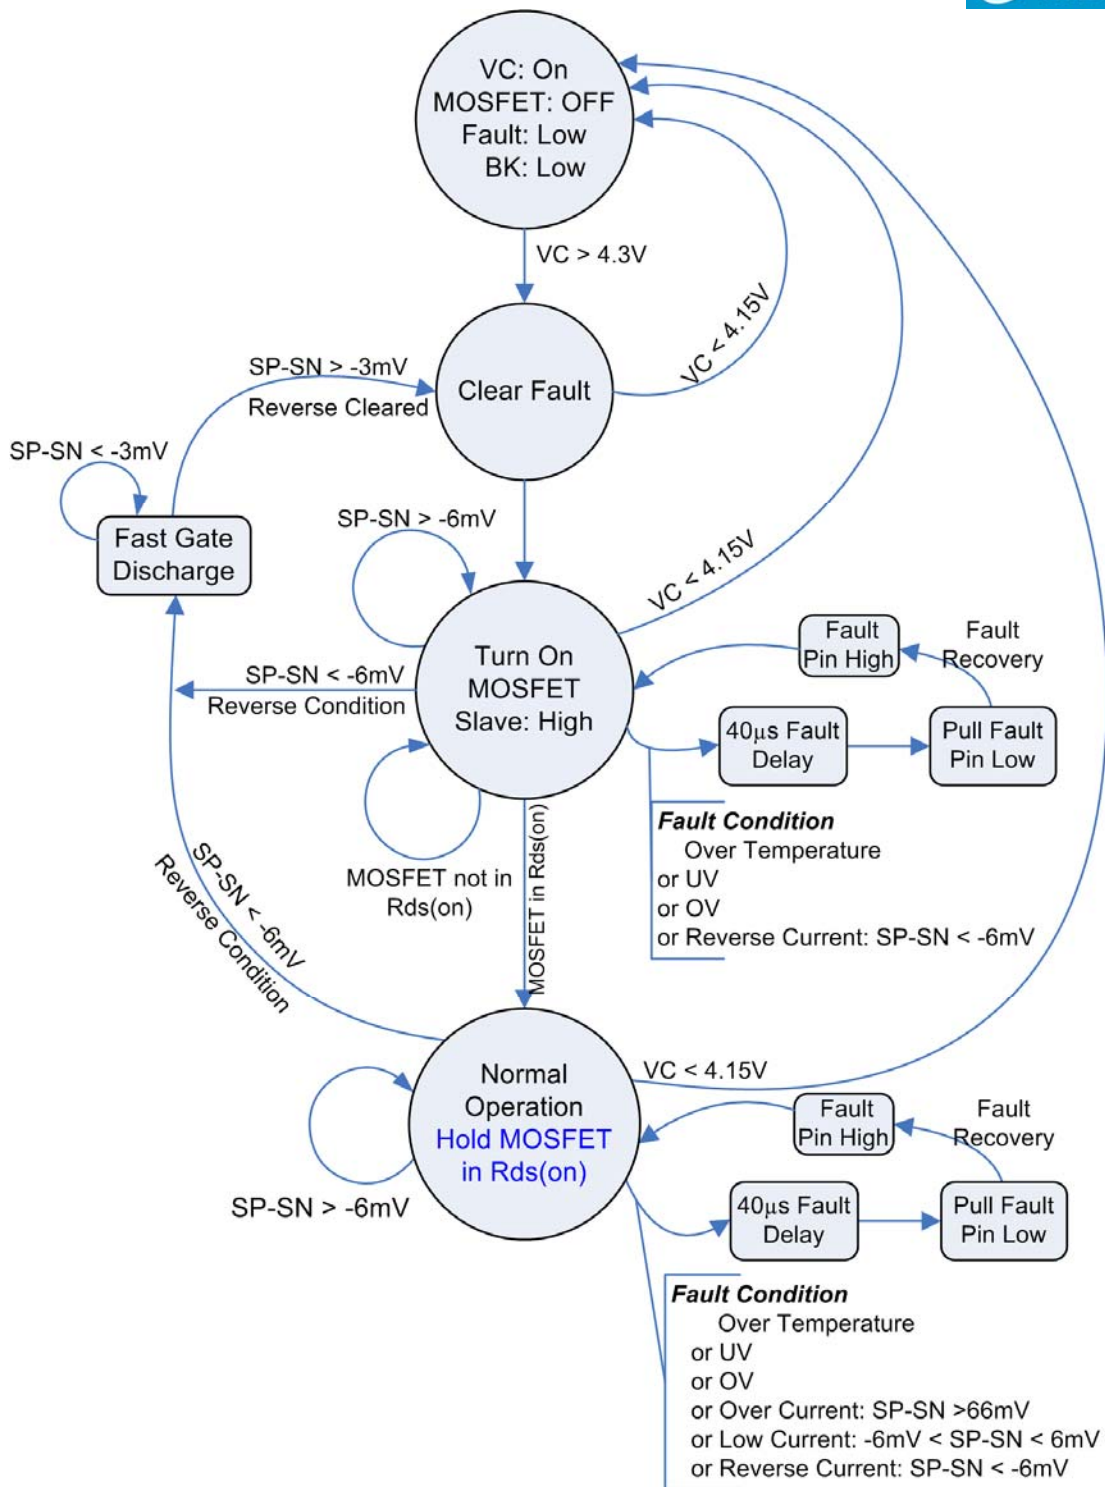 VC: On
MOSFET: OFF
Fault: Low
BK: Low
VC > 4.3V
VC < 4.15V
Clear Fault
SP-SN > -3mV
Reverse Cleared
SP-SN < -3mV
Fast Gate
Discharge
SP-SN > -6mV
VC < 4.15V
Turn On
MOSFET
Slave: High
SP-SN < -6mV
Reverse Condition
Fault
Pin High
Fault
Recovery
40µs Fault
Delay
Pull Fault
Pin Low
MOSFET not in
Rds(on)
MOSFET in Rds(on)
Fault Condition
Over Temperature
or UV
or OV
or Reverse Current: SP-SN < -6mV
SP-SN < -6mV
Reverse Condition
Normal
Operation
Hold MOSFET
in Rds(on)
VC < 4.15V
SP-SN > -6mV
Fault
Pin High
Fault
Recovery
40µs Fault
Delay
Pull Fault
Pin Low
Fault Condition
Over Temperature
or UV
or OV
or Over Current: SP-SN >66mV
or Low Current: -6mV < SP-SN < 6mV
or Reverse Current: SP-SN < -6mV